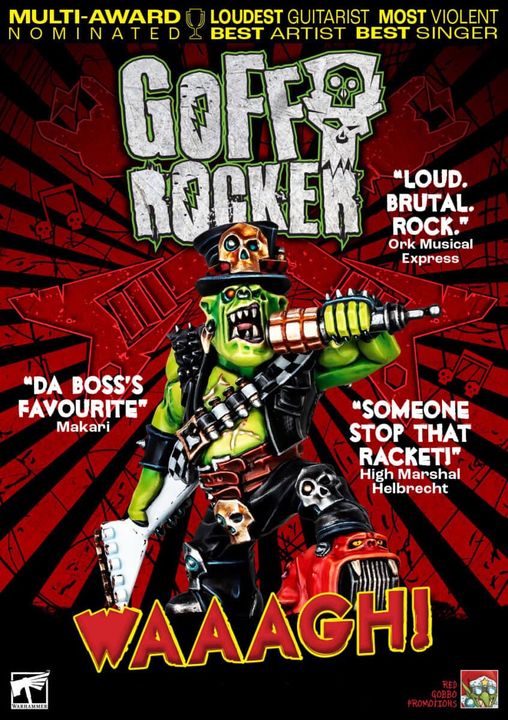 MULTI-AWARD LOUDEST GUITARIST MOST VIOLENT
NOMINATED BEST ARTIST BEST SINGER
GOFF
ROCKER
"LOUD.
BRUTAL.
ROCK."
Ork Musical
Express
"DA BOSS'S
FAVOURITE"
Makari
"SOMEONE
STOP THAT
RACKET!"
High Marshal
Helbrecht
WAAAGH!
WARHAMMER
RED
GOBBO
PROMOTIONS